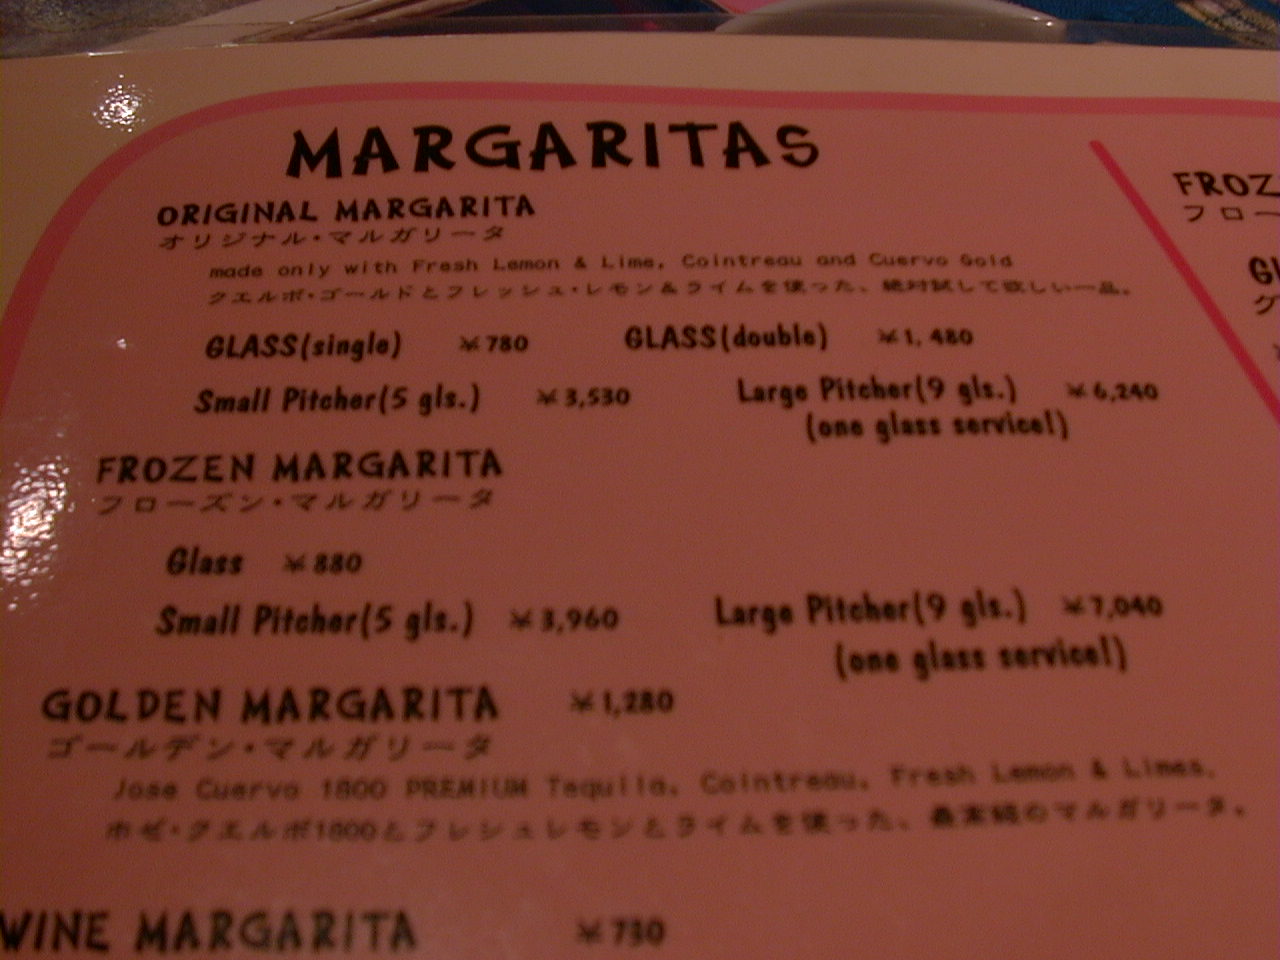 MARGARITAS
ORIGINAL MARGARITA
オリジナル・マルガリータ
made only with Fresh Lemon & Lime, Cointreau and Cuervo Gold
クエルボ・ゴールドとフレッシュ・レモン&ライムを使った、絶対試して欲しい一品。
GLASS(single) ¥780 GLASS(double) ¥1,480
Small Pitcher(5 gls.) ¥3,530 Large Pitcher(9 gls.) ¥6,240
(one glass service!)
FROZEN MARGARITA
フローズン・マルガリータ
Glass ¥880
Small Pitcher(5 gls.) ¥3,960 Large Pitcher(9 gls.) ¥7,040
(one glass service!)
GOLDEN MARGARITA ¥1,280
ゴールデン・マルガリータ
Jose Cuervo 1800 PREMIUM Tequila, Cointreau, Fresh Lemon & Limes.
ホゼ・クエルボ1800とフレシュレモンとライムを使った、最高級のマルガリータ。
WINE MARGARITA ¥730
FROZ
フロー
GL
グ